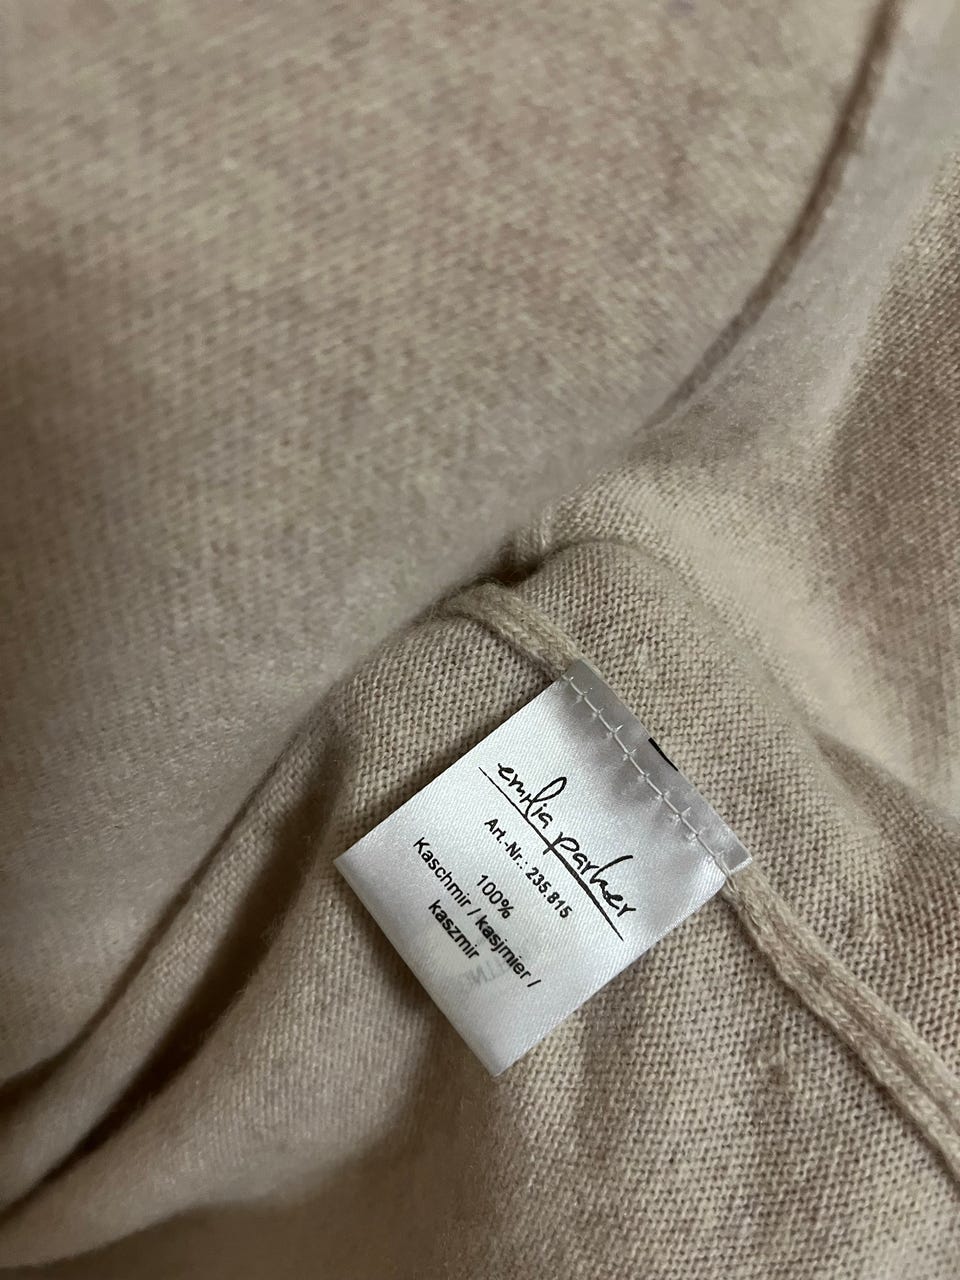 emilia parker
Art.-Nr.: 235.815
100%
Kaschmir / kasjmier /
kaszmir